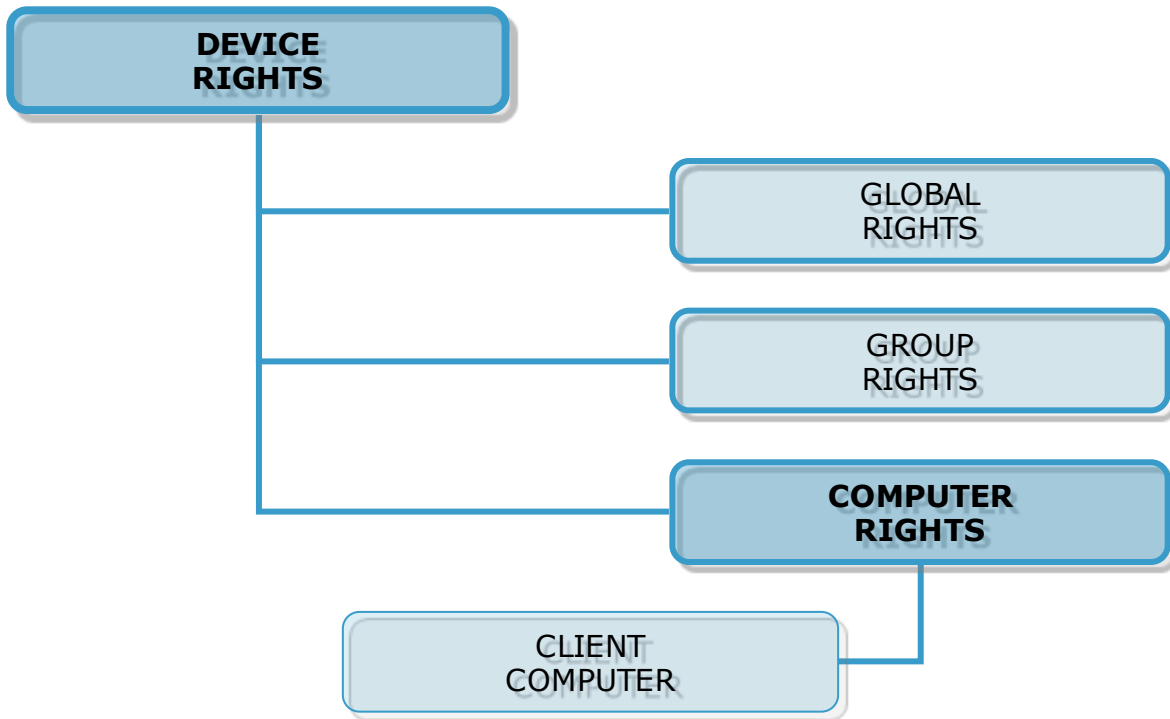 DEVICE
RIGHTS
GLOBAL
RIGHTS
GROUP
RIGHTS
COMPUTER
RIGHTS
CLIENT
COMPUTER